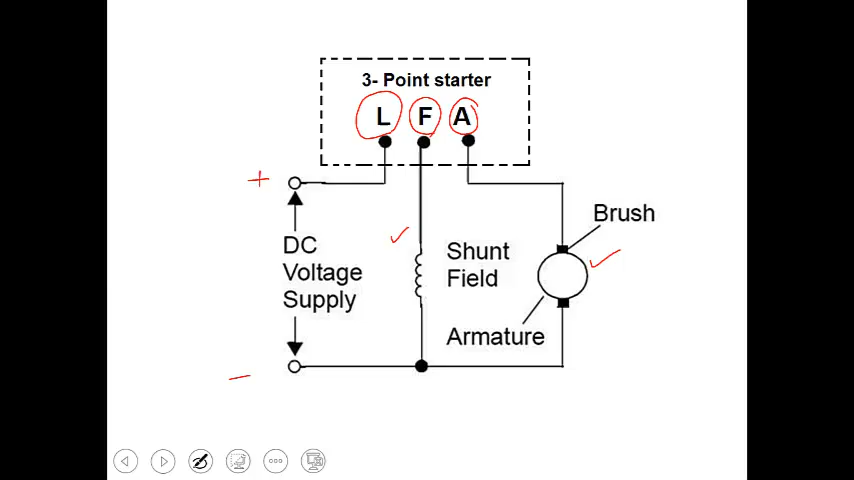 3- Point starter
L F A
+
Brush
DC
Voltage
Supply
Shunt
Field
Armature
−